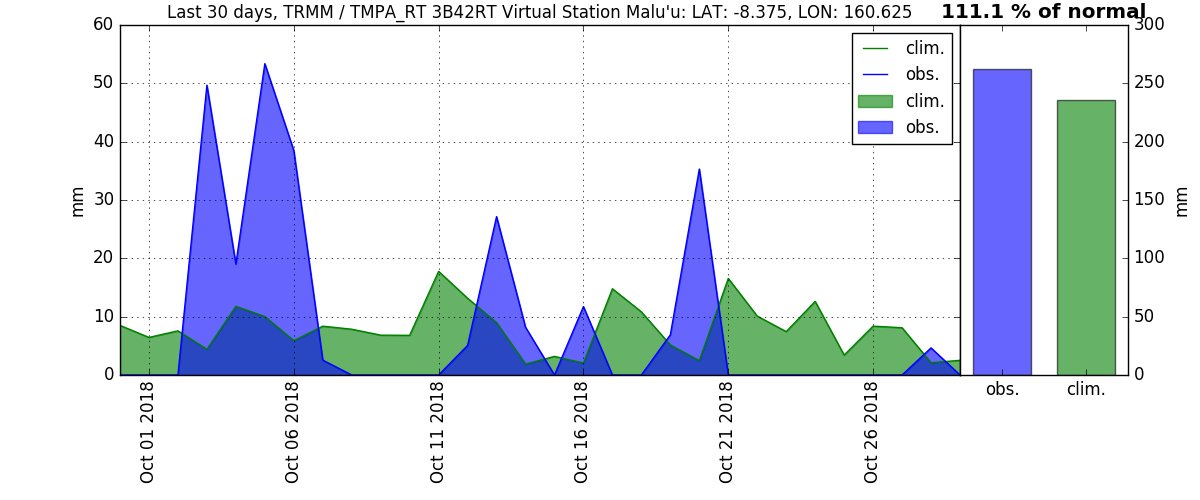 Last 30 days, TRMM / TMPA_RT 3B42RT Virtual Station Malu'u: LAT: -8.375, LON: 160.625
111.1 % of normal
60
50
40
30
20
10
0
mm
clim.
obs.
clim.
obs.
Oct 01 2018
Oct 06 2018
Oct 11 2018
Oct 16 2018
Oct 21 2018
Oct 26 2018
300
250
200
150
100
50
0
mm
obs.
clim.